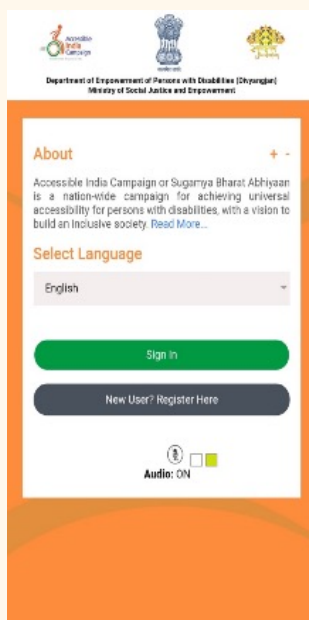 Accessible
India
Campaign
Department of Empowerment of Persons with Disabilities (Divyangjan)
Ministry of Social Justice and Empowerment
About
+ -
Accessible India Campaign or Sugamya Bharat Abhiyaan
is a nation-wide campaign for achieving universal
accessibility for persons with disabilities, with a vision to
build an Inclusive society. Read More...
Select Language
English
Sign In
New User? Register Here
Audio: ON